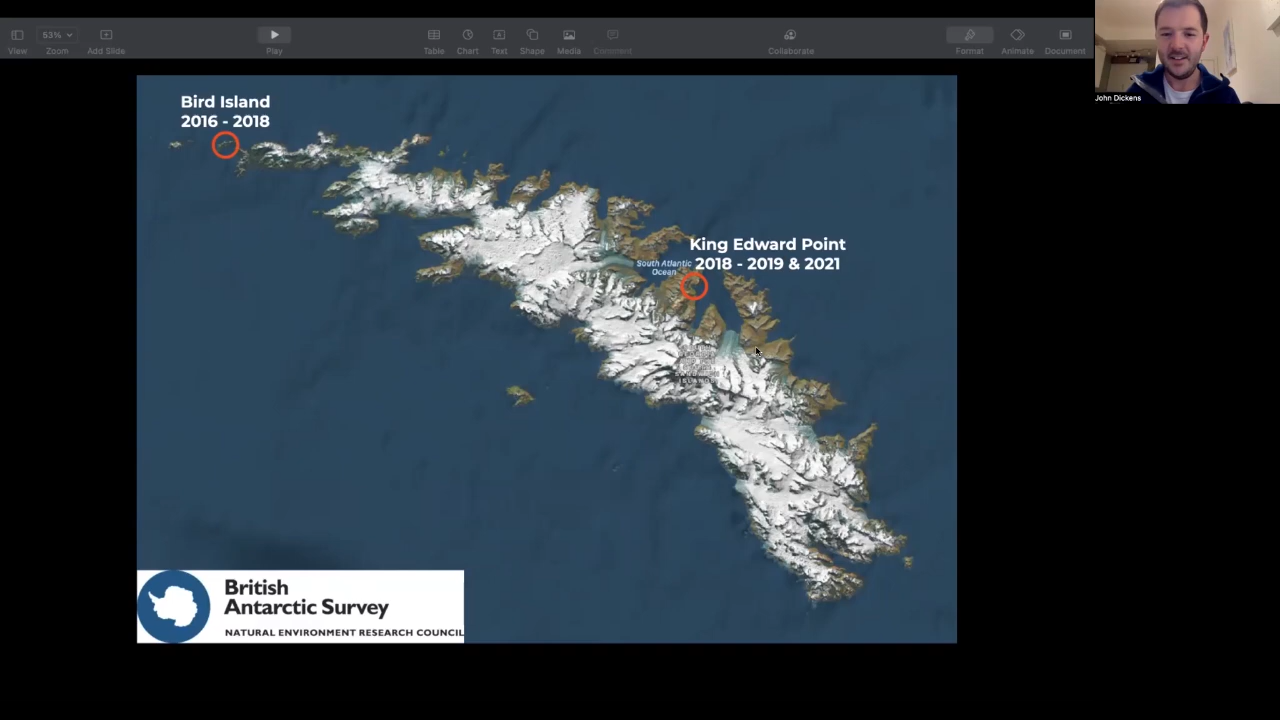 53%
View
Zoom
Add Slide
Play
Table
Chart
Text
Shape
Media
Comment
Collaborate
Format
Animate
Document
John Dickens
Bird Island
2016 - 2018
King Edward Point
2018 - 2019 & 2021
South Atlantic
Ocean
British
Antarctic Survey
NATURAL ENVIRONMENT RESEARCH COUNCIL